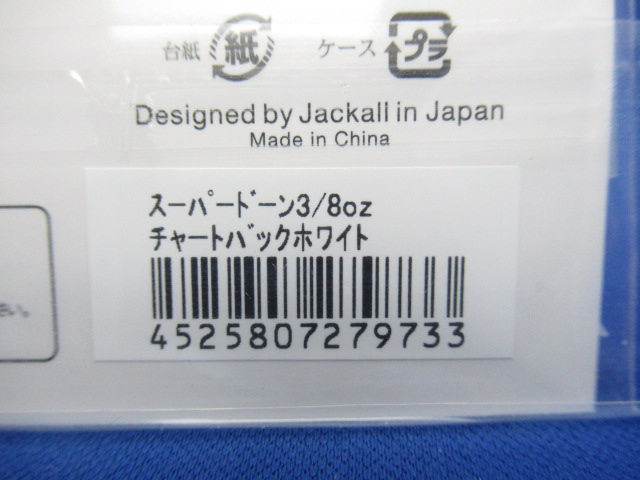 台紙 紙 ケース プラ
Designed by Jackall in Japan
Made in China
ｽｰﾊﾟｰﾄﾞｰﾝ3/8oz
ﾁｬｰﾄﾊﾞｯｸﾎﾜｲﾄ
4525807279733